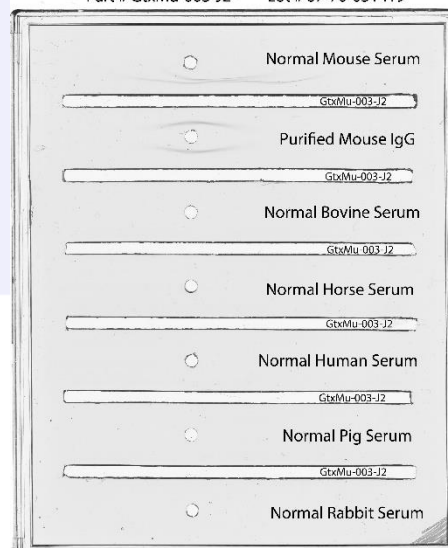 Normal Mouse Serum
GtxMu-003-J2
Purified Mouse IgG
GtxMu-003-J2
Normal Bovine Serum
GtxMu-003-J2
Normal Horse Serum
GtxMu-003-J2
Normal Human Serum
GtxMu-003-J2
Normal Pig Serum
GtxMu-003-J2
Normal Rabbit Serum